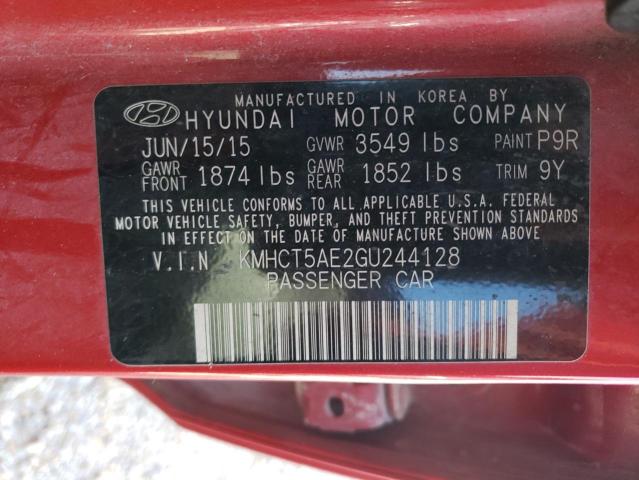 MANUFACTURED IN KOREA BY
HYUNDAI MOTOR COMPANY
JUN/15/15 GVWR 3549 lbs PAINT P9R
GAWR FRONT 1874 lbs GAWR REAR 1852 lbs TRIM 9Y
THIS VEHICLE CONFORMS TO ALL APPLICABLE U.S.A. FEDERAL
MOTOR VEHICLE SAFETY, BUMPER, AND THEFT PREVENTION STANDARDS
IN EFFECT ON THE DATE OF MANUFACTURE SHOWN ABOVE.
V.I.N KMHCT5AE2GU244128
PASSENGER CAR